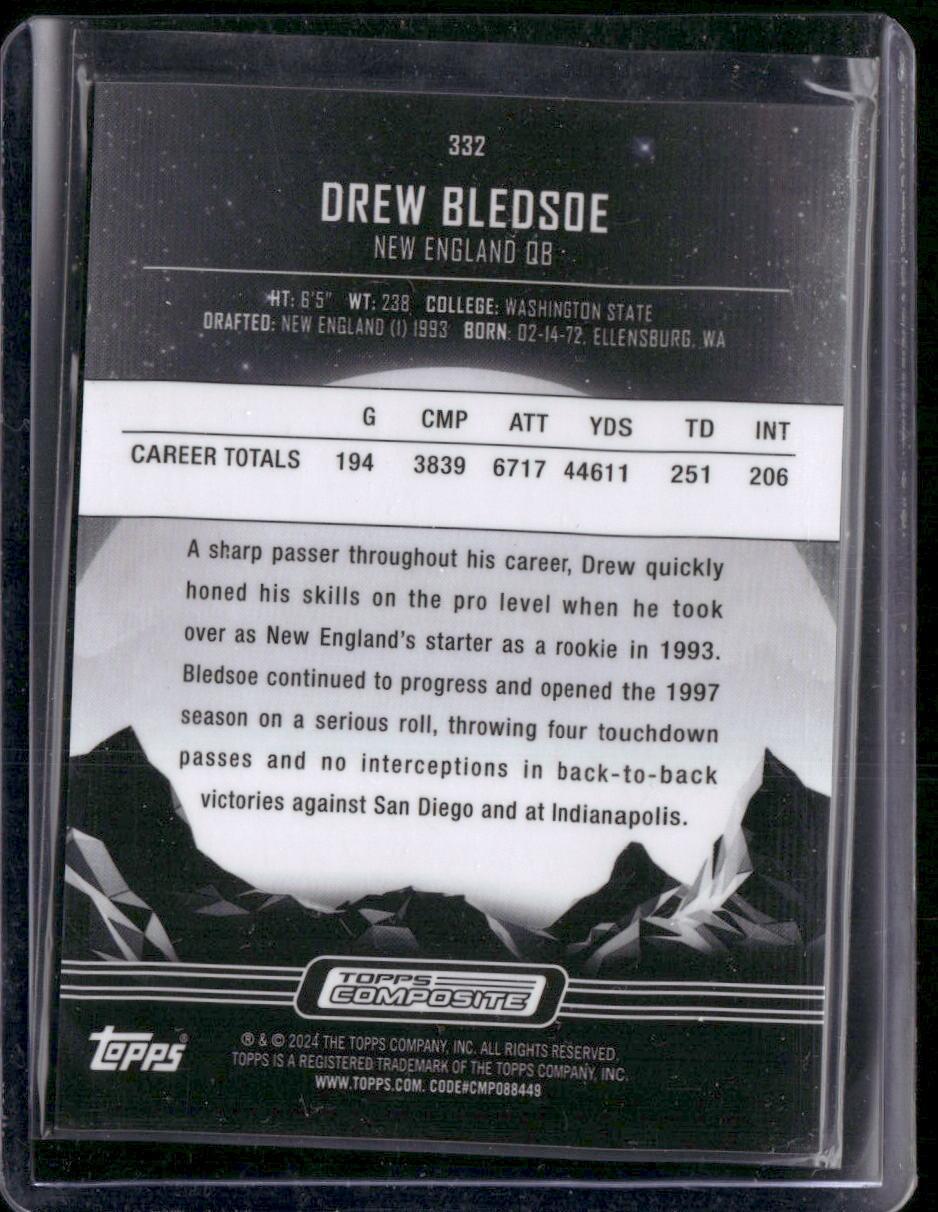 332
DREW BLEDSOE
NEW ENGLAND QB
HT: 6'5" WT: 238 COLLEGE: WASHINGTON STATE
DRAFTED: NEW ENGLAND (1) 1993 BORN: 02-14-72, ELLENSBURG, WA
G CMP ATT YDS TD INT
CAREER TOTALS 194 3839 6717 44611 251 206
A sharp passer throughout his career, Drew quickly
honed his skills on the pro level when he took
over as New England's starter as a rookie in 1993.
Bledsoe continued to progress and opened the 1997
season on a serious roll, throwing four touchdown
passes and no interceptions in back-to-back
victories against San Diego and at Indianapolis.
TOPPS
COMPOSITE
topps®
® & © 2024 THE TOPPS COMPANY, INC. ALL RIGHTS RESERVED.
TOPPS IS A REGISTERED TRADEMARK OF THE TOPPS COMPANY, INC.
WWW.TOPPS.COM. CODE#CMP088449